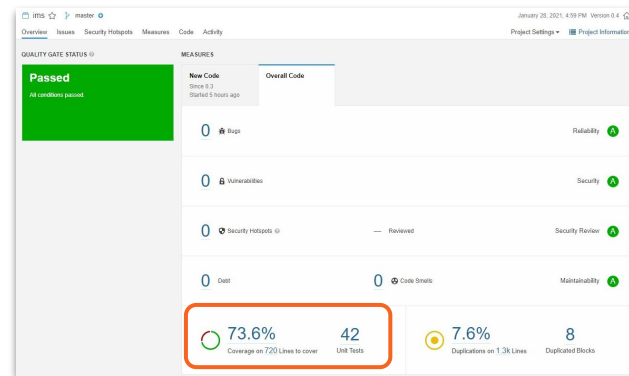 ims master
January 28, 2021, 4:59 PM Version 0.4
Overview Issues Security Hotspots Measures Code Activity
Project Settings Project Information
QUALITY GATE STATUS
MEASURES
Passed
All conditions passed.
New Code
Since 0.3
Started 5 hours ago
Overall Code
0 Bugs
Reliability A
0 Vulnerabilities
Security A
0 Security Hotspots
— Reviewed
Security Review A
0 Debt
0 Code Smells
Maintainability A
73.6%
Coverage on 720 Lines to cover
42
Unit Tests
7.6%
Duplications on 1.3k Lines
8
Duplicated Blocks